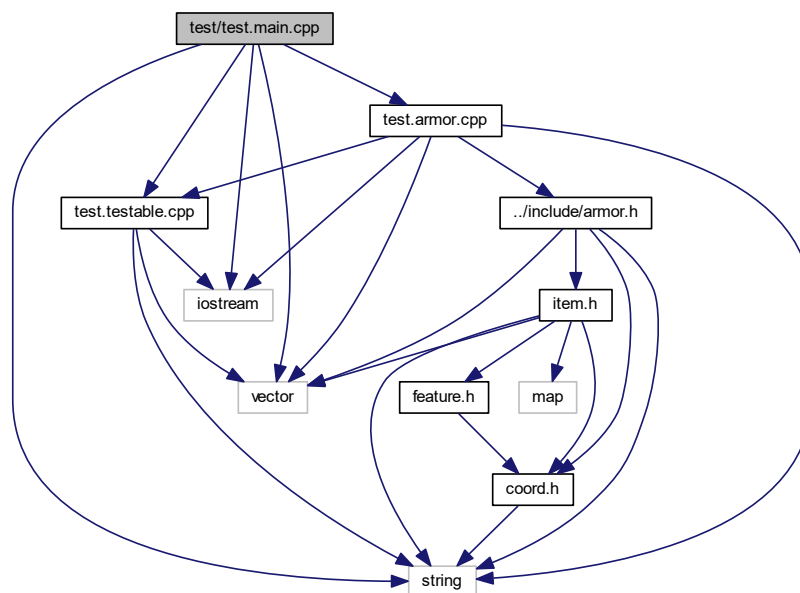 test/test.main.cpp
test.armor.cpp
test.testable.cpp
../include/armor.h
iostream
item.h
vector
feature.h
map
coord.h
string